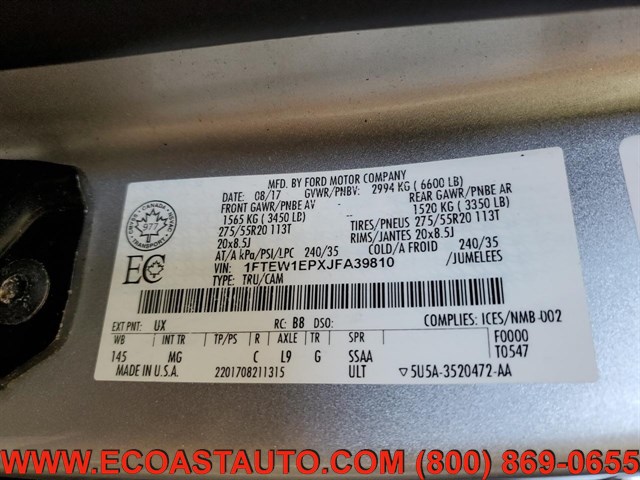 MFD. BY FORD MOTOR COMPANY
DATE: 08/17 GVWR/PNBV: 2994 KG ( 6600 LB)
FRONT GAWR/PNBE AV REAR GAWR/PNBE AR
1565 KG ( 3450 LB) 1520 KG ( 3350 LB)
275/55R20 113T TIRES/PNEUS 275/55R20 113T
20x8.5J RIMS/JANTES 20x8.5J
AT/A kPa/PSI/LPC 240/35 COLD/A FROID 240/35
VIN: 1FTEW1EPXJFA39810 /JUMELEES
TYPE: TRU/CAM
CANADA
977
TRANSPORT
EC
EXT PNT: UX RC: B8 DSO: COMPLIES: ICES/NMB-002
WB INT TR TP/PS R AXLE TR SPR F0000
145 MG C L9 G SSAA T0547
MADE IN U.S.A. 2201708211315 ULT ▽5U5A-3520472-AA
WWW.ECOASTAUTO.COM (800) 869-0655